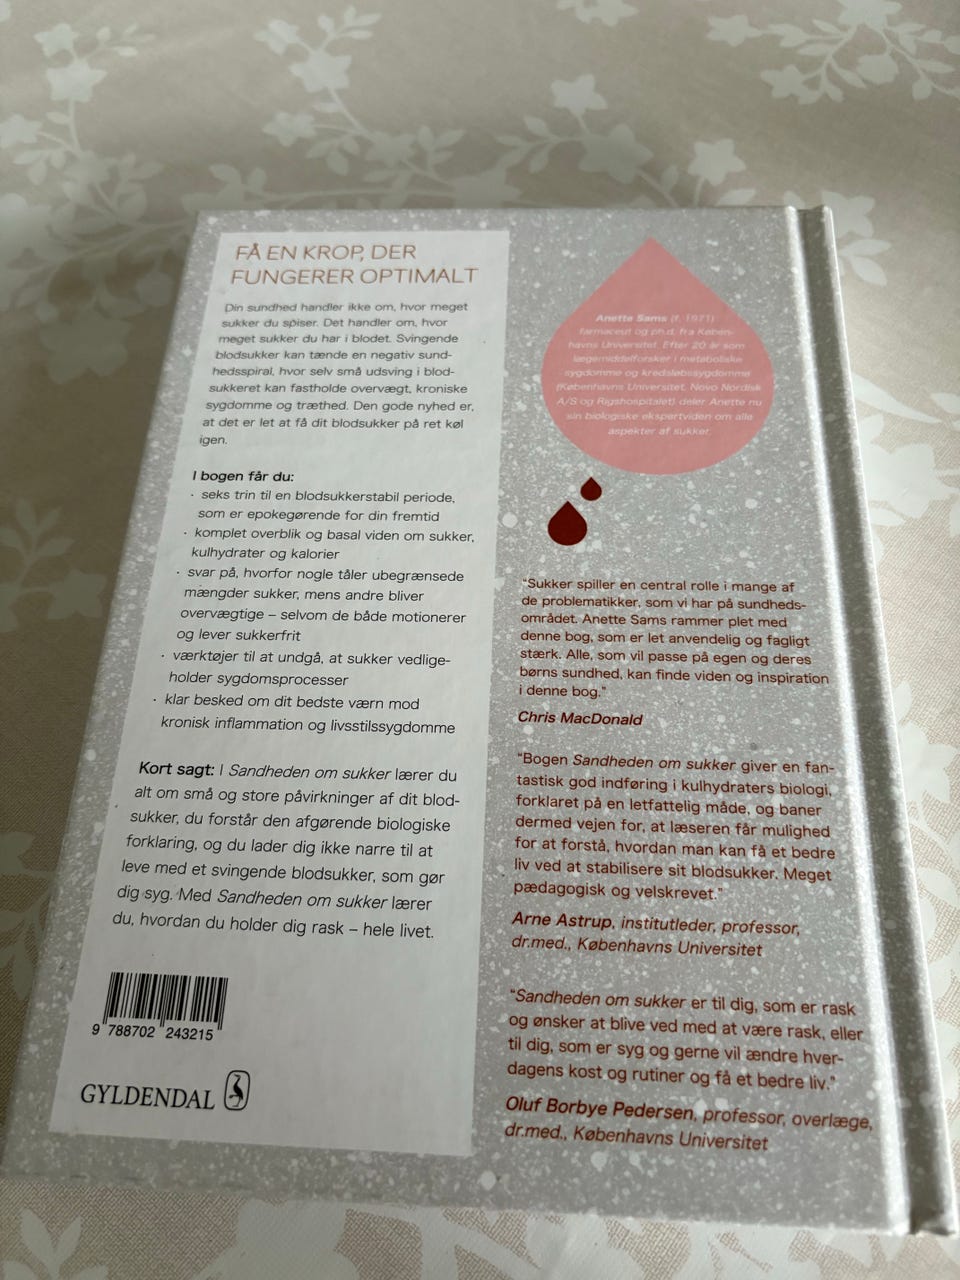 FÅ EN KROP, DER
FUNGERER OPTIMALT
Din sundhed handler ikke om, hvor meget
sukker du spiser. Det handler om, hvor
meget sukker du har i blodet. Svingende
blodsukker kan tænde en negativ sund-
hedsspiral, hvor selv små udsving i blod-
sukkeret kan fastholde overvægt, kroniske
sygdomme og træthed. Den gode nyhed er,
at det er let at få dit blodsukker på ret køl
igen.
I bogen får du:
· seks trin til en blodsukkerstabil periode,
som er epokegørende for din fremtid
· komplet overblik og basal viden om sukker,
kulhydrater og kalorier
· svar på, hvorfor nogle tåler ubegrænsede
mængder sukker, mens andre bliver
overvægtige – selvom de både motionerer
og lever sukkerfrit
· værktøjer til at undgå, at sukker vedlige-
holder sygdomsprocesser
· klar besked om dit bedste værn mod
kronisk inflammation og livsstilssygdomme
Kort sagt: I Sandheden om sukker lærer du
alt om små og store påvirkninger af dit blod-
sukker, du forstår den afgørende biologiske
forklaring, og du lader dig ikke narre til at
leve med et svingende blodsukker, som gør
dig syg. Med Sandheden om sukker lærer
du, hvordan du holder dig rask – hele livet.
9 788702 243215
GYLDENDAL
Anette Sams (f. 1971)
farmaceut og ph.d. fra Køben-
havns Universitet. Efter 20 år som
lægemiddelforsker i metaboliske
sygdomme og kredsløbssygdomme
(Københavns Universitet, Novo Nordisk
A/S og Rigshospitalet) deler Anette nu
sin biologiske ekspertviden om alle
aspekter af sukker.
"Sukker spiller en central rolle i mange af
de problematikker, som vi har på sundheds-
området. Anette Sams rammer plet med
denne bog, som er let anvendelig og fagligt
stærk. Alle, som vil passe på egen og deres
børns sundhed, kan finde viden og inspiration
i denne bog."
Chris MacDonald
"Bogen Sandheden om sukker giver en fan-
tastisk god indføring i kulhydraters biologi,
forklaret på en letfattelig måde, og baner
dermed vejen for, at læseren får mulighed
for at forstå, hvordan man kan få et bedre
liv ved at stabilisere sit blodsukker. Meget
pædagogisk og velskrevet."
Arne Astrup, institutleder, professor,
dr.med., Københavns Universitet
"Sandheden om sukker er til dig, som er rask
og ønsker at blive ved med at være rask, eller
til dig, som er syg og gerne vil ændre hver-
dagens kost og rutiner og få et bedre liv."
Oluf Borbye Pedersen, professor, overlæge,
dr.med., Københavns Universitet